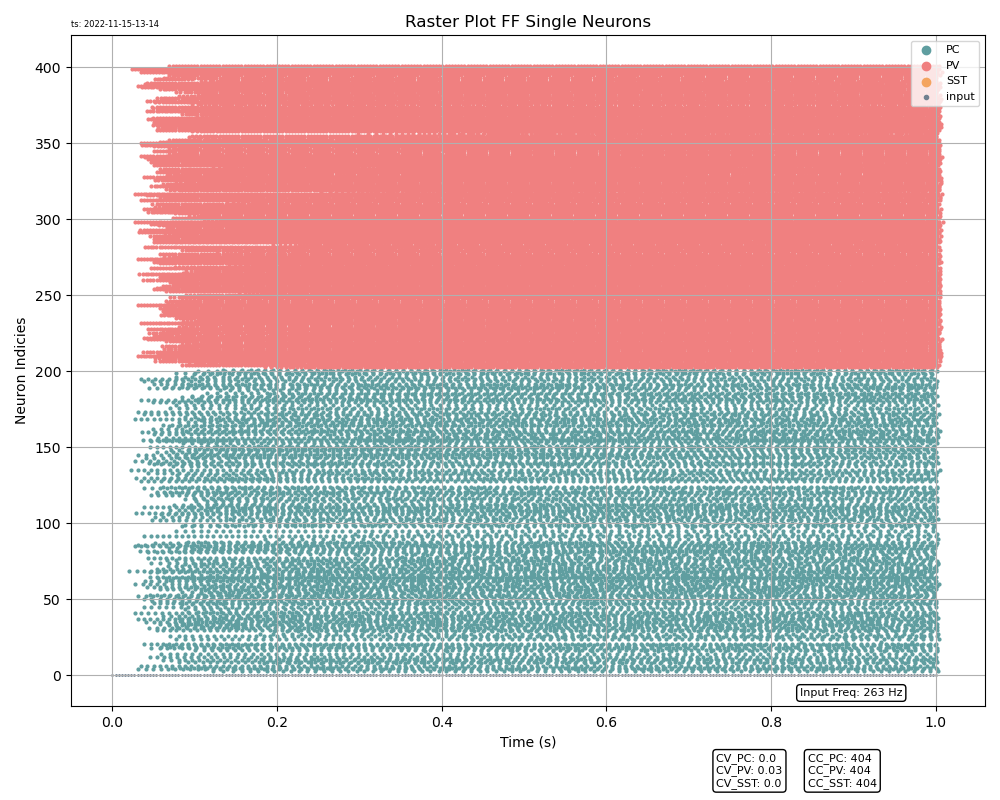 ts: 2022-11-15-13-14
Raster Plot FF Single Neurons
PC
PV
SST
input
Neuron Indicies
400
350
300
250
200
150
100
50
0
Input Freq: 263 Hz
0.0 0.2 0.4 0.6 0.8 1.0
Time (s)
CV_PC: 0.0
CV_PV: 0.03
CV_SST: 0.0
CC_PC: 404
CC_PV: 404
CC_SST: 404